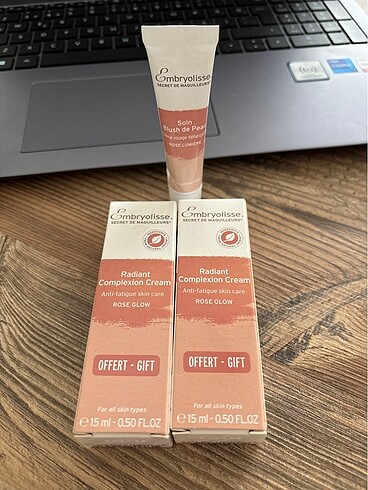 Embryolisse.
SECRET DE MAQUILLEURS®
Soin
Blush de Peau
ROSE LUMIÈRE
Embryolisse.
SECRET DE MAQUILLEURS®
Radiant
Complexion Cream
Anti-fatigue skin care
ROSE GLOW
OFFERT - GIFT
For all skin types
℮ 15 ml - 0.50 FL.OZ
Embryolisse.
SECRET DE MAQUILLEURS®
Radiant
Complexion Cream
Anti-fatigue skin care
ROSE GLOW
OFFERT - GIFT
For all skin types
℮ 15 ml - 0.50 FL.OZ